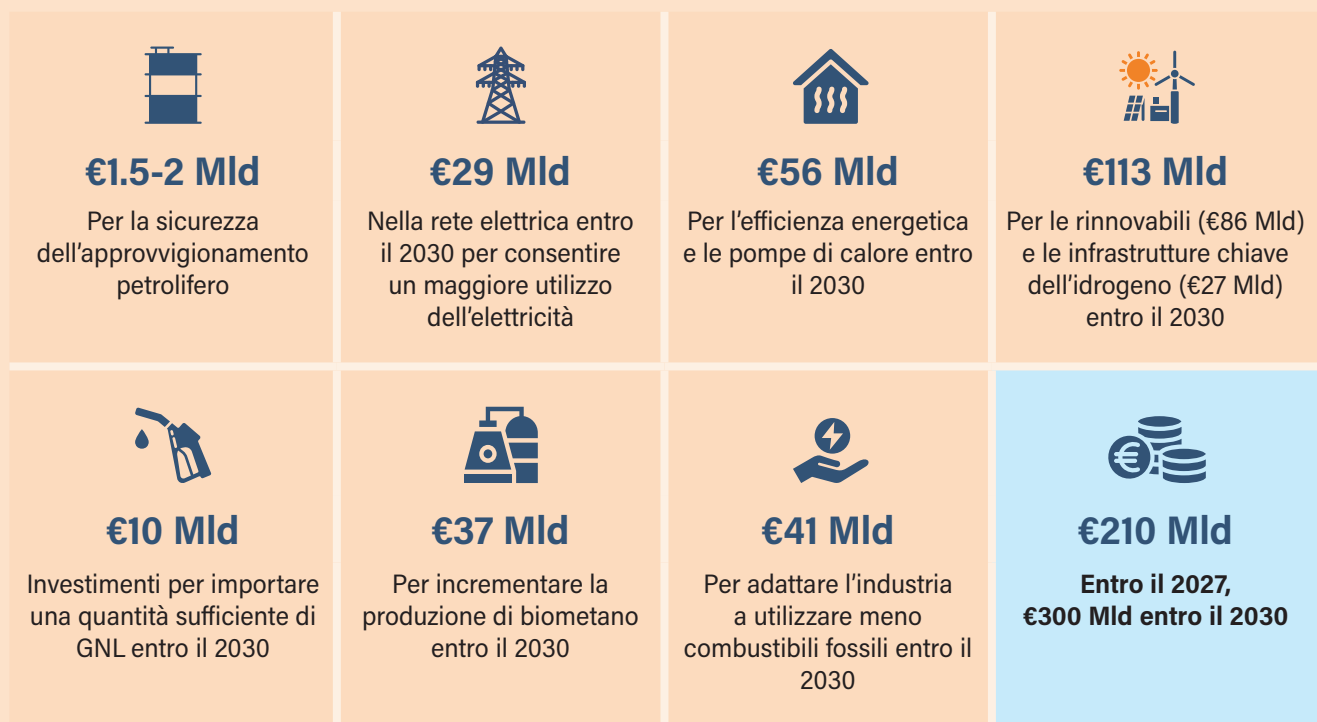 €1.5-2 Mld
Per la sicurezza
dell'approvvigionamento
petrolifero
€29 Mld
Nella rete elettrica entro
il 2030 per consentire
un maggiore utilizzo
dell'elettricità
€56 Mld
Per l'efficienza energetica
e le pompe di calore entro
il 2030
€113 Mld
Per le rinnovabili (€86 Mld)
e le infrastrutture chiave
dell'idrogeno (€27 Mld)
entro il 2030
€10 Mld
Investimenti per importare
una quantità sufficiente di
GNL entro il 2030
€37 Mld
Per incrementare la
produzione di biometano
entro il 2030
€41 Mld
Per adattare l'industria
a utilizzare meno
combustibili fossili entro il
2030
€210 Mld
Entro il 2027,
€300 Mld entro il 2030